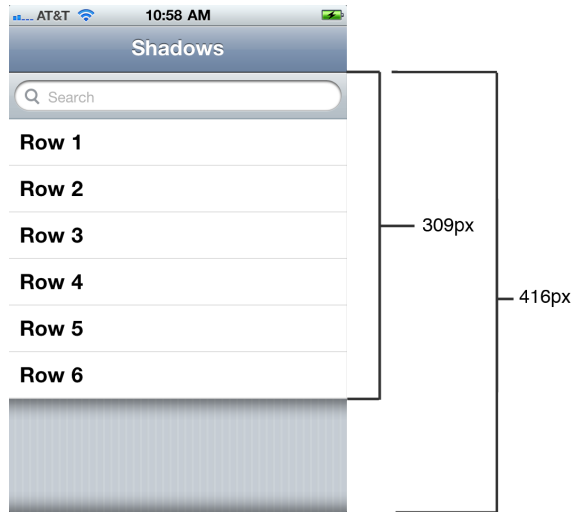 AT&T 10:58 AM
Shadows
Search
Row 1
Row 2
Row 3
309px
Row 4
416px
Row 5
Row 6